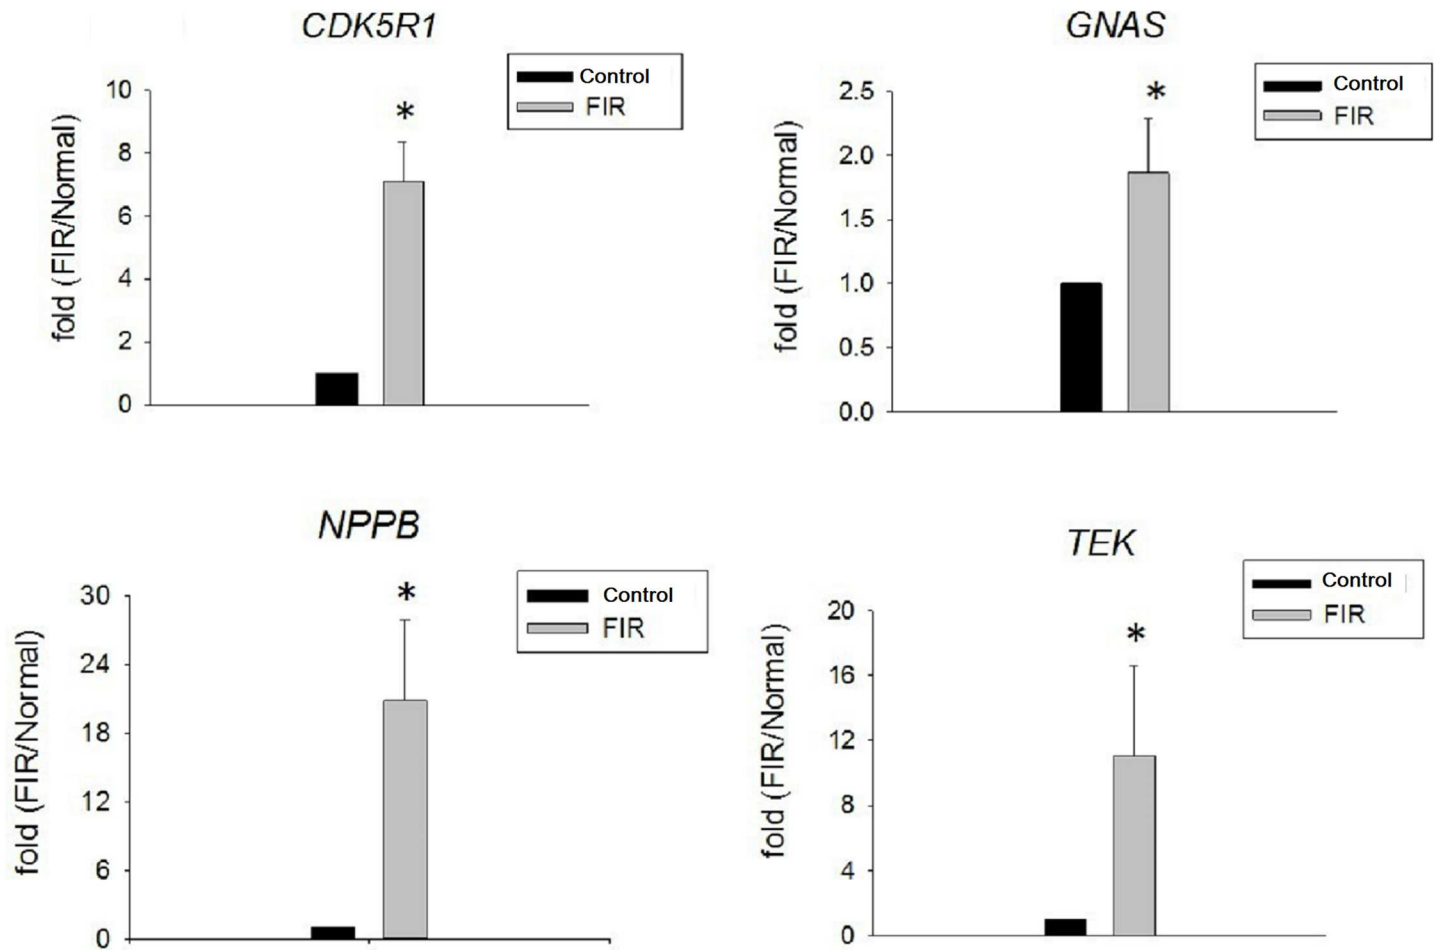 CDK5R1
Control
FIR
*
fold (FIR/Normal)
10
8
6
4
2
0
GNAS
Control
FIR
*
fold (FIR/Normal)
2.5
2.0
1.5
1.0
0.5
0.0
NPPB
Control
FIR
*
fold (FIR/Normal)
30
24
18
12
6
0
TEK
Control
FIR
*
fold (FIR/Normal)
20
16
12
8
4
0